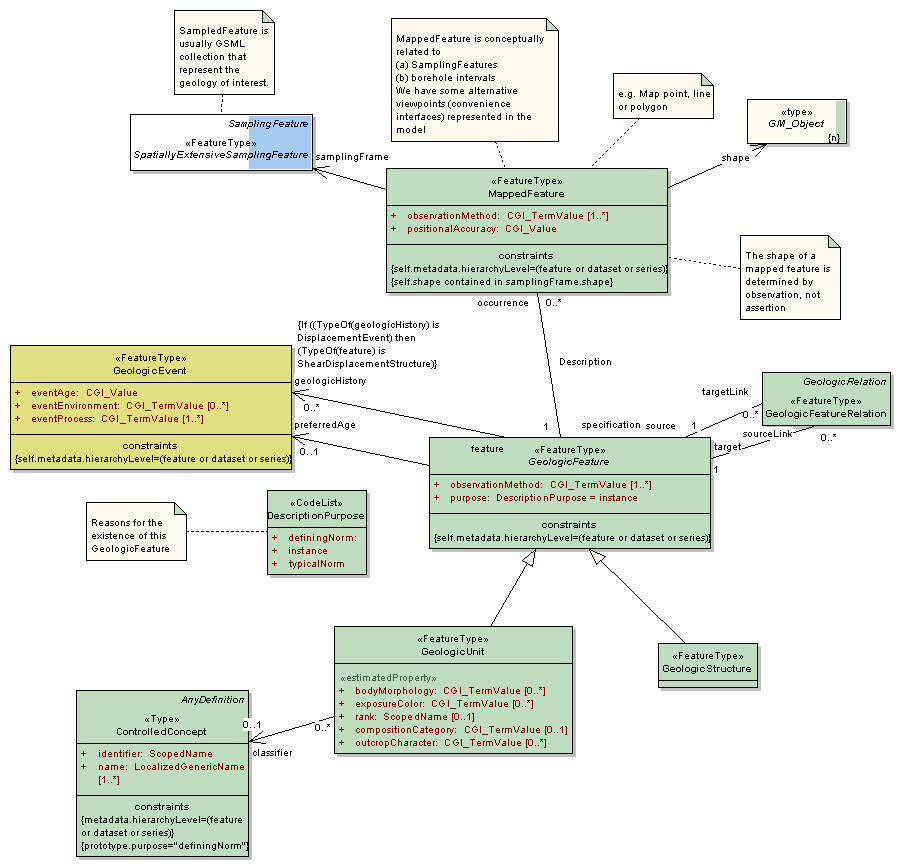 SampledFeature is
usually GSML
collection that
represent the
geology of interest.
MappedFeature is conceptually
related to
(a) SamplingFeatures
(b) borehole intervals
We have some alternative
viewpoints (convenience
interfaces) represented in the
model
e.g. Map point, line
or polygon
«type»
GM_Object
{n}
SamplingFeature
«FeatureType»
SpatiallyExtensiveSamplingFeature
samplingFrame
shape
«FeatureType»
MappedFeature
+ observationMethod: CGI_TermValue [1..*]
+ positionalAccuracy: CGI_Value
constraints
{self.metadata.hierarchyLevel=(feature or dataset or series)}
{self.shape contained in samplingFrame.shape}
The shape of a
mapped feature is
determined by
observation, not
assertion
occurrence
0..*
Description
{If ((TypeOf(geologicHistory) is
DisplacementEvent) then
(TypeOf(feature) is
ShearDisplacementStructure)}
geologicHistory
0..*
preferredAge
0..1
«FeatureType»
GeologicEvent
+ eventAge: CGI_Value
+ eventEnvironment: CGI_TermValue [0..*]
+ eventProcess: CGI_TermValue [1..*]
constraints
{self.metadata.hierarchyLevel=(feature or dataset or series)}
GeologicRelation
«FeatureType»
GeologicFeatureRelation
targetLink
0..*
sourceLink
0..*
1
specification
source
1
target
1
feature
«FeatureType»
GeologicFeature
+ observationMethod: CGI_TermValue [1..*]
+ purpose: DescriptionPurpose = instance
constraints
{self.metadata.hierarchyLevel=(feature or dataset or series)}
Reasons for the
existence of this
GeologicFeature
«CodeList»
DescriptionPurpose
+ definingNorm:
+ instance
+ typicalNorm
«FeatureType»
GeologicUnit
«estimatedProperty»
+ bodyMorphology: CGI_TermValue [0..*]
+ exposureColor: CGI_TermValue [0..*]
+ rank: ScopedName [0..1]
+ compositionCategory: CGI_TermValue [0..1]
+ outcropCharacter: CGI_TermValue [0..*]
«FeatureType»
GeologicStructure
0..1
0..*
classifier
AnyDefinition
«Type»
ControlledConcept
+ identifier: ScopedName
+ name: LocalizedGenericName
[1..*]
constraints
{metadata.hierarchyLevel=(feature
or dataset or series)}
{prototype.purpose="definingNorm"}